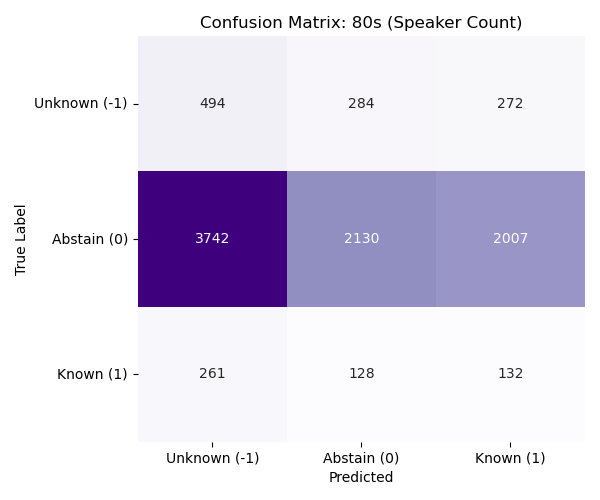 Confusion Matrix: 80s (Speaker Count)
True Label
Unknown (-1) 494 284 272
Abstain (0) 3742 2130 2007
Known (1) 261 128 132
Unknown (-1) Abstain (0) Known (1)
Predicted